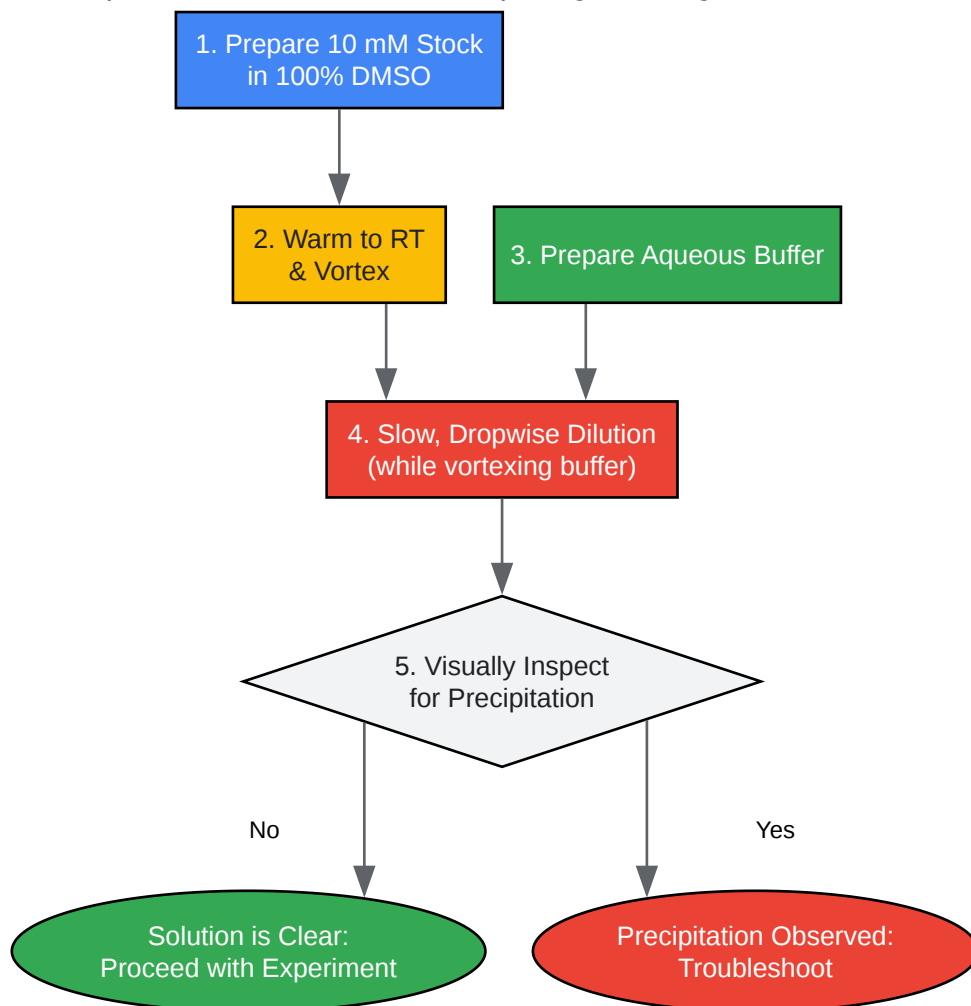 1. Prepare 10 mM Stock
in 100% DMSO
2. Warm to RT
& Vortex
3. Prepare Aqueous Buffer
4. Slow, Dropwise Dilution
(while vortexing buffer)
5. Visually Inspect
for Precipitation
No
Yes
Solution is Clear:
Proceed with Experiment
Precipitation Observed:
Troubleshoot